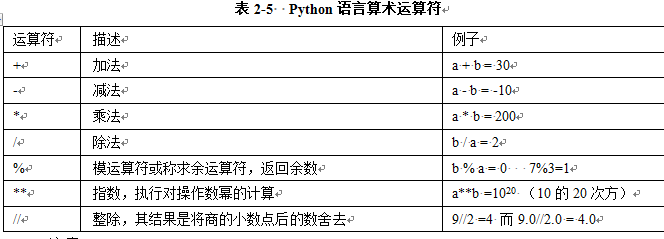 表 2-5 Python 语言算术运算符
运算符 描述 例子
+ 加法 a + b = 30
- 减法 a - b = -10
* 乘法 a * b = 200
/ 除法 b / a = 2
% 模运算符或称求余运算符，返回余数 b % a = 0 7%3=1
** 指数，执行对操作数幂的计算 a**b =10²⁰ （10 的 20 次方）
// 整除，其结果是将商的小数点后的数舍去 9//2 =4 而 9.0//2.0 = 4.0